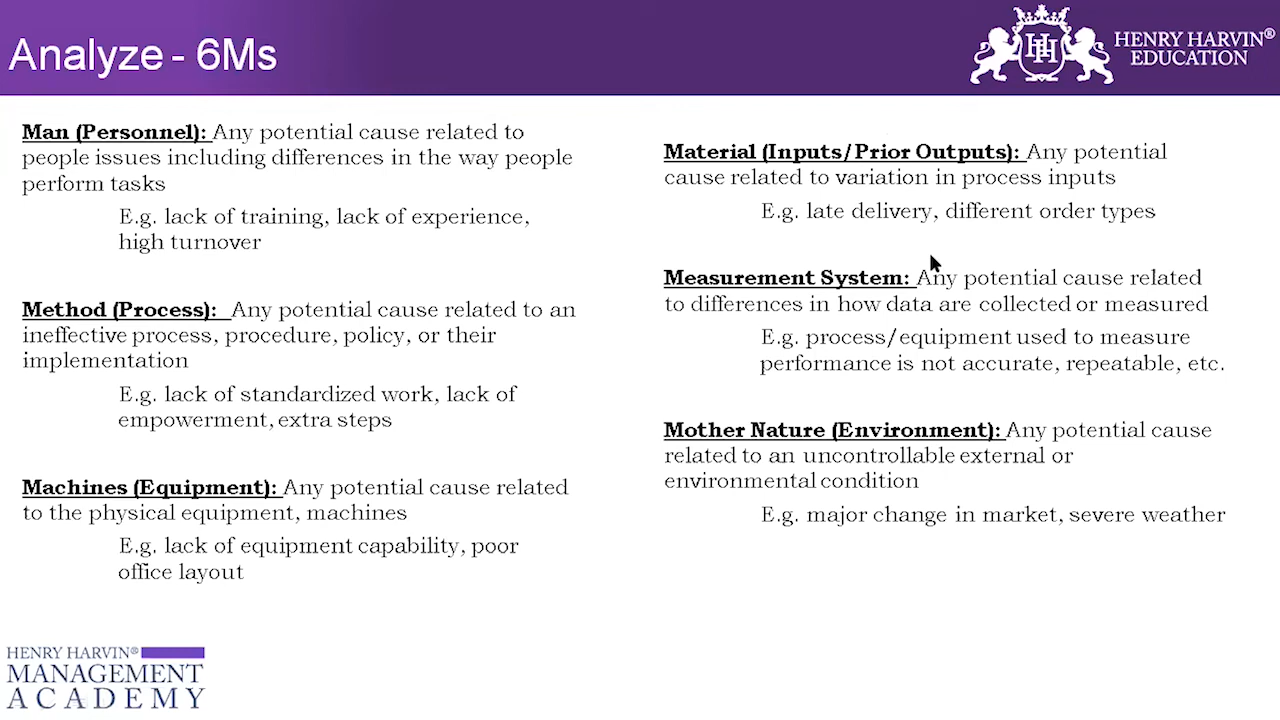 Analyze - 6Ms
HENRY HARVIN®
EDUCATION
Man (Personnel): Any potential cause related to
people issues including differences in the way people
perform tasks
E.g. lack of training, lack of experience,
high turnover
Method (Process): Any potential cause related to an
ineffective process, procedure, policy, or their
implementation
E.g. lack of standardized work, lack of
empowerment, extra steps
Machines (Equipment): Any potential cause related
to the physical equipment, machines
E.g. lack of equipment capability, poor
office layout
Material (Inputs/Prior Outputs): Any potential
cause related to variation in process inputs
E.g. late delivery, different order types
Measurement System: Any potential cause related
to differences in how data are collected or measured
E.g. process/equipment used to measure
performance is not accurate, repeatable, etc.
Mother Nature (Environment): Any potential cause
related to an uncontrollable external or
environmental condition
E.g. major change in market, severe weather
HENRY HARVIN®
MANAGEMENT
ACADEMY